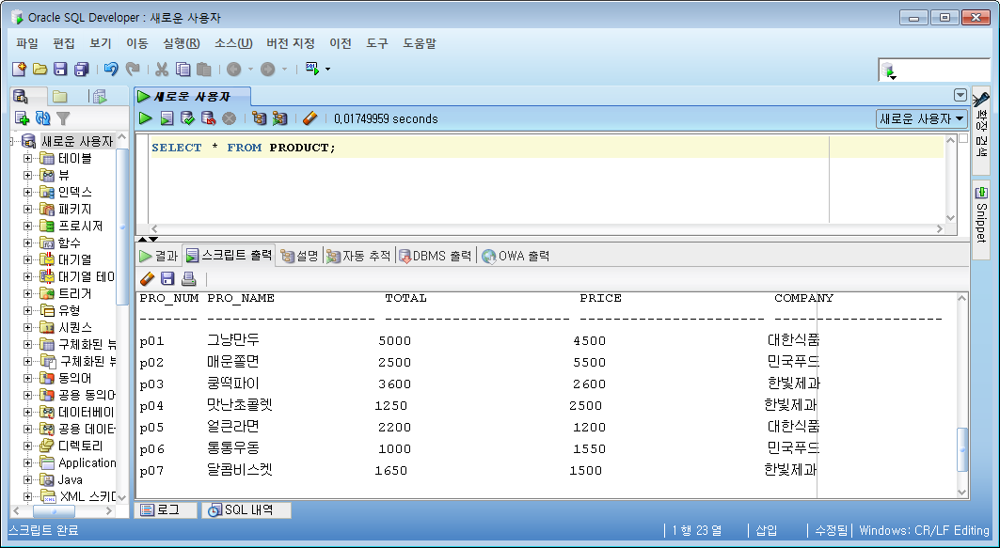 Oracle SQL Developer : 새로운 사용자
파일 편집 보기 이동 실행(R) 소스(U) 버전 지정 이전 도구 도움말
새로운 사용자
0,01749959 seconds 새로운 사용자
새로운 사용자
테이블
뷰
인덱스
패키지
프로시저
함수
대기열
대기열 테이
트리거
유형
시퀀스
구체화된 뷰
구체화된 뷰
동의어
공용 동의어
데이터베이
공용 데이터
디렉토리
Application
Java
XML 스키마
SELECT * FROM PRODUCT;
확장 검색
Snippet
결과 스크립트 출력 설명 자동 추적 DBMS 출력 OWA 출력
PRO_NUM PRO_NAME TOTAL PRICE COMPANY
------- -------------------- ---------------------- ---------------------- --------------------
p01 그냥만두 5000 4500 대한식품
p02 매운쫄면 2500 5500 민국푸드
p03 쿵떡파이 3600 2600 한빛제과
p04 맛난초콜렛 1250 2500 한빛제과
p05 얼큰라면 2200 1200 대한식품
p06 통통우동 1000 1550 민국푸드
p07 달콤비스켓 1650 1500 한빛제과
로그 SQL 내역
스크립트 완료 1 행 23 열 삽입 수정됨 Windows: CR/LF Editing